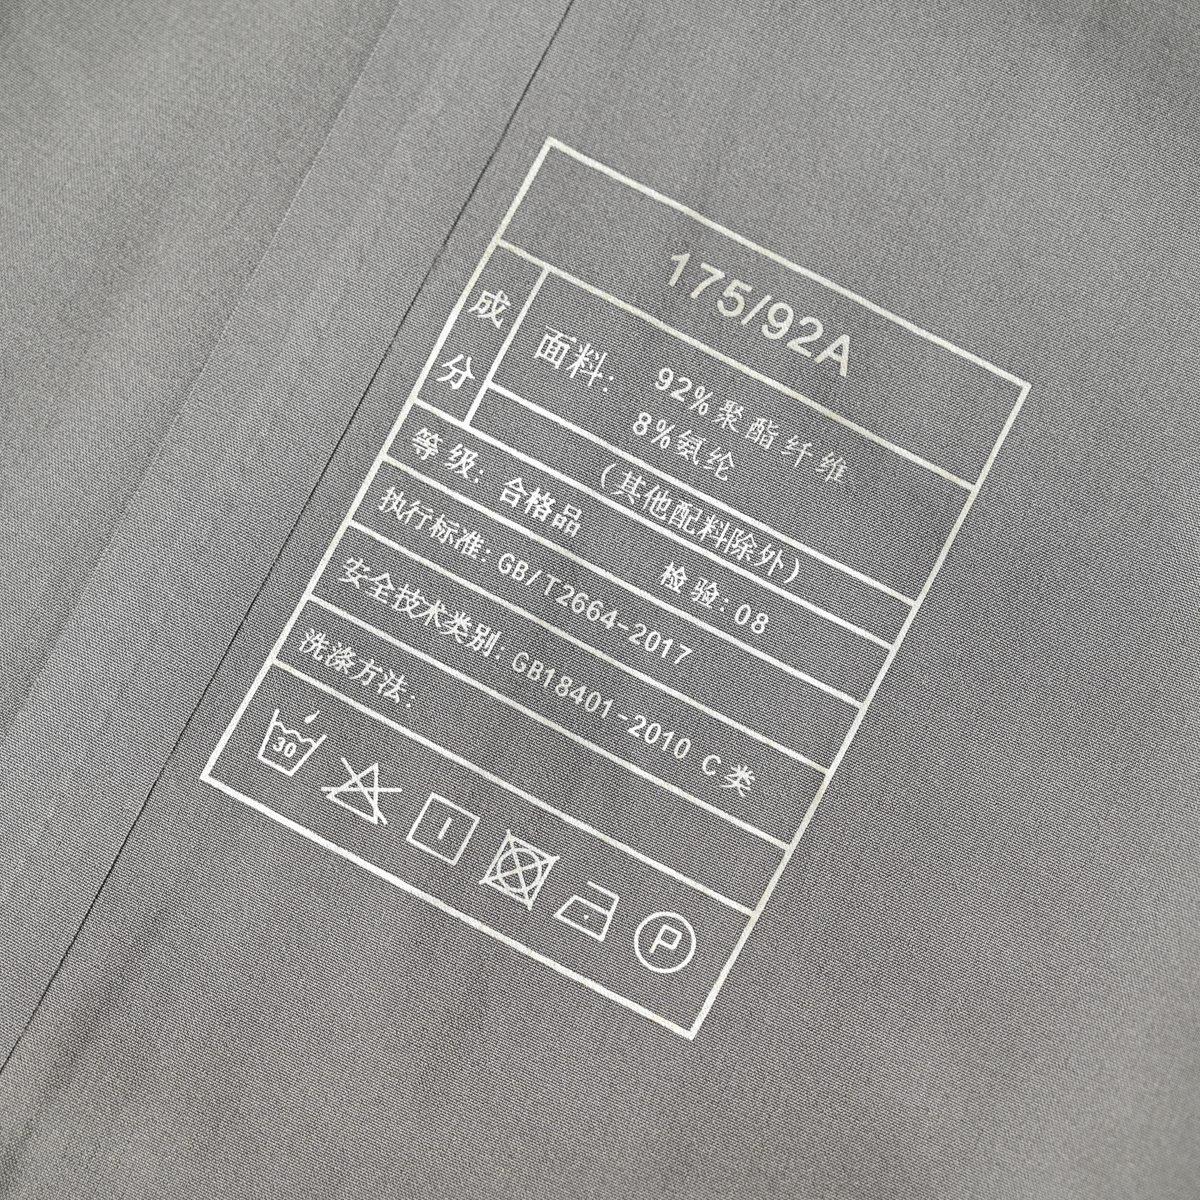 175/92A
成分
面料: 92%聚酯纤维
8%氨纶
(其他配料除外)
等级: 合格品 检验: 08
执行标准: GB/T2664-2017
安全技术类别: GB18401-2010 C类
洗涤方法:
30
P